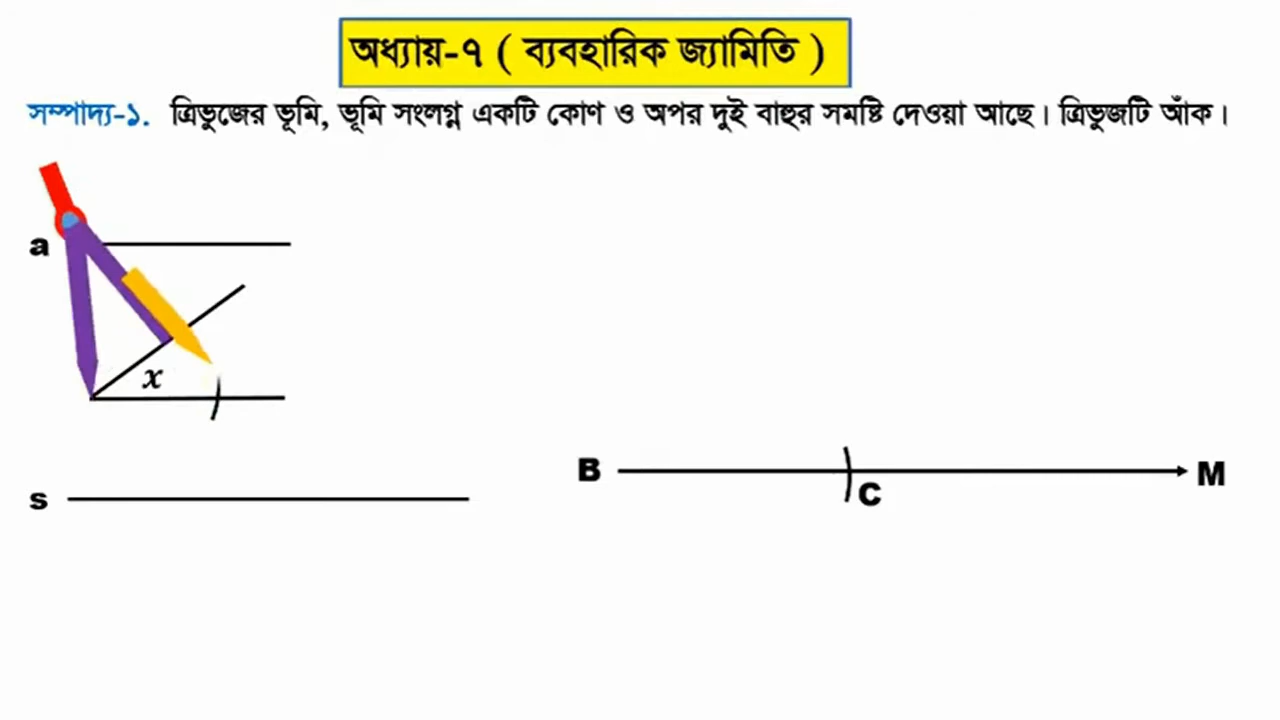 অধ্যায়-৭ ( ব্যবহারিক জ্যামিতি )
সম্পাদ্য-১. ত্রিভুজের ভূমি, ভূমি সংলগ্ন একটি কোণ ও অপর দুই বাহুর সমষ্টি দেওয়া আছে। ত্রিভুজটি আঁক।
a
x
B
M
C
s